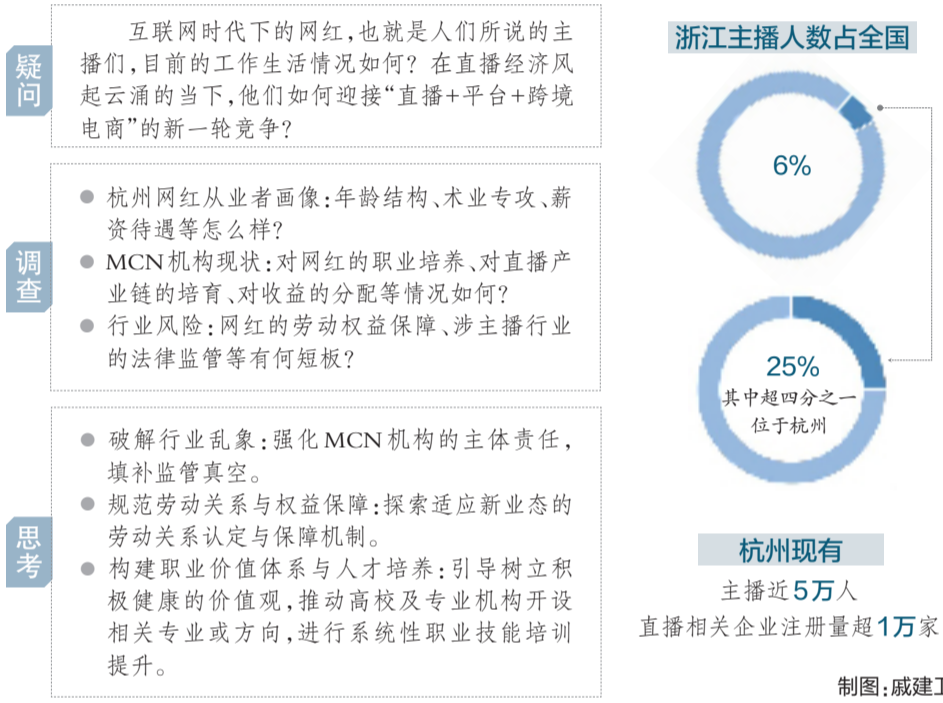 疑问
互联网时代下的网红,也就是人们所说的主
播们,目前的工作生活情况如何?在直播经济风
起云涌的当下,他们如何迎接“直播+平台+跨境
电商”的新一轮竞争?
调查
● 杭州网红从业者画像:年龄结构、术业专攻、薪
资待遇等怎么样?
● MCN机构现状:对网红的职业培养、对直播产
业链的培育、对收益的分配等情况如何?
● 行业风险:网红的劳动权益保障、涉主播行业
的法律监管等有何短板?
思考
● 破解行业乱象:强化MCN机构的主体责任,
填补监管真空。
● 规范劳动关系与权益保障:探索适应新业态的
劳动关系认定与保障机制。
● 构建职业价值体系与人才培养:引导树立积
极健康的价值观,推动高校及专业机构开设
相关专业或方向,进行系统性职业技能培训
提升。
浙江主播人数占全国
6%
25%
其中超四分之一
位于杭州
杭州现有
主播近5万人
直播相关企业注册量超1万家
制图:戚建